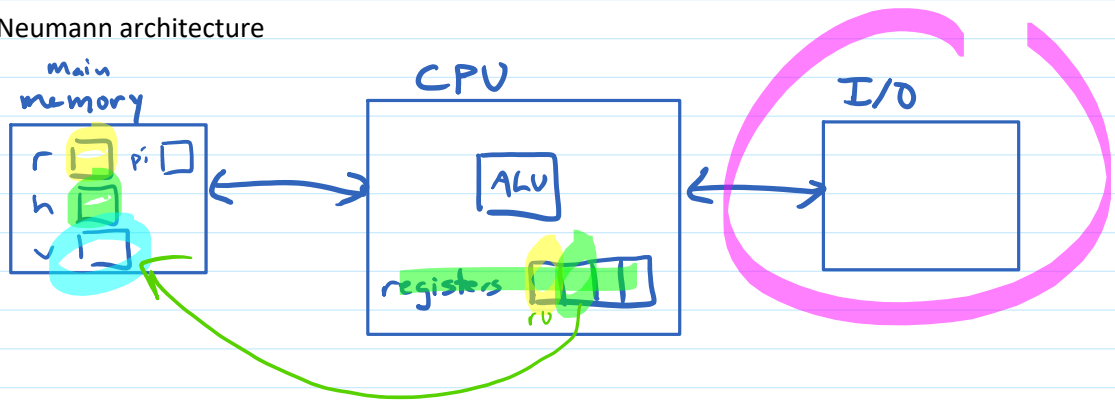 Neumann architecture
main
memory
CPU
I/O
r
pi
ALU
h
v
registers
r0